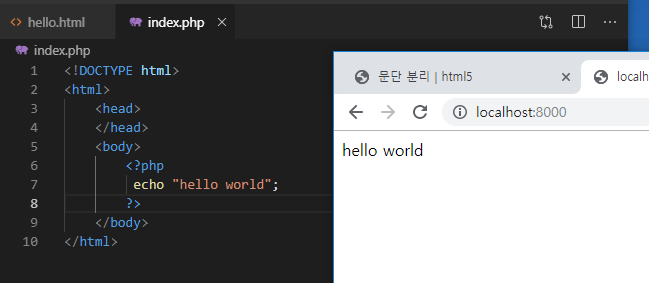 hello.html
index.php
index.php
1 <!DOCTYPE html>
2 <html>
3 <head>
4 </head>
5 <body>
6 <?php
7 echo "hello world";
8 ?>
9 </body>
10 </html>
문단 분리 | html5
localh
localhost:8000
hello world